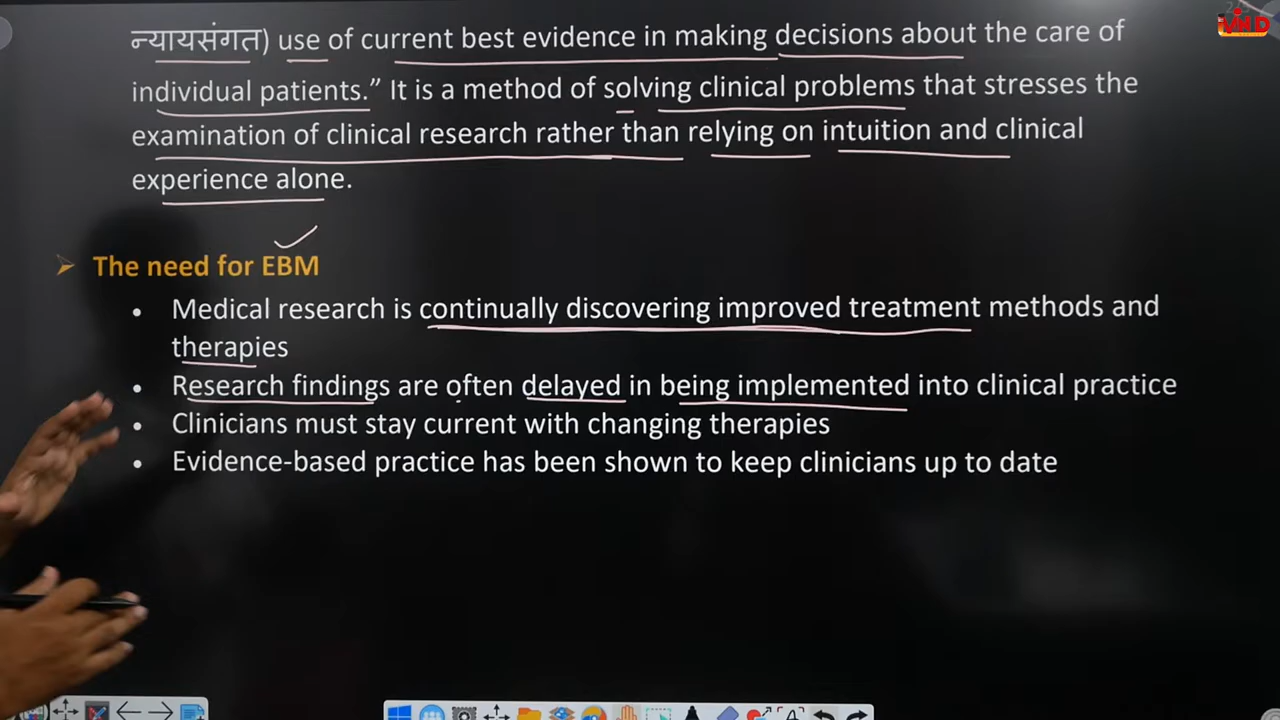 न्यायसंगत) use of current best evidence in making decisions about the care of
individual patients.” It is a method of solving clinical problems that stresses the
examination of clinical research rather than relying on intuition and clinical
experience alone.
The need for EBM
Medical research is continually discovering improved treatment methods and
therapies
Research findings are often delayed in being implemented into clinical practice
Clinicians must stay current with changing therapies
Evidence-based practice has been shown to keep clinicians up to date